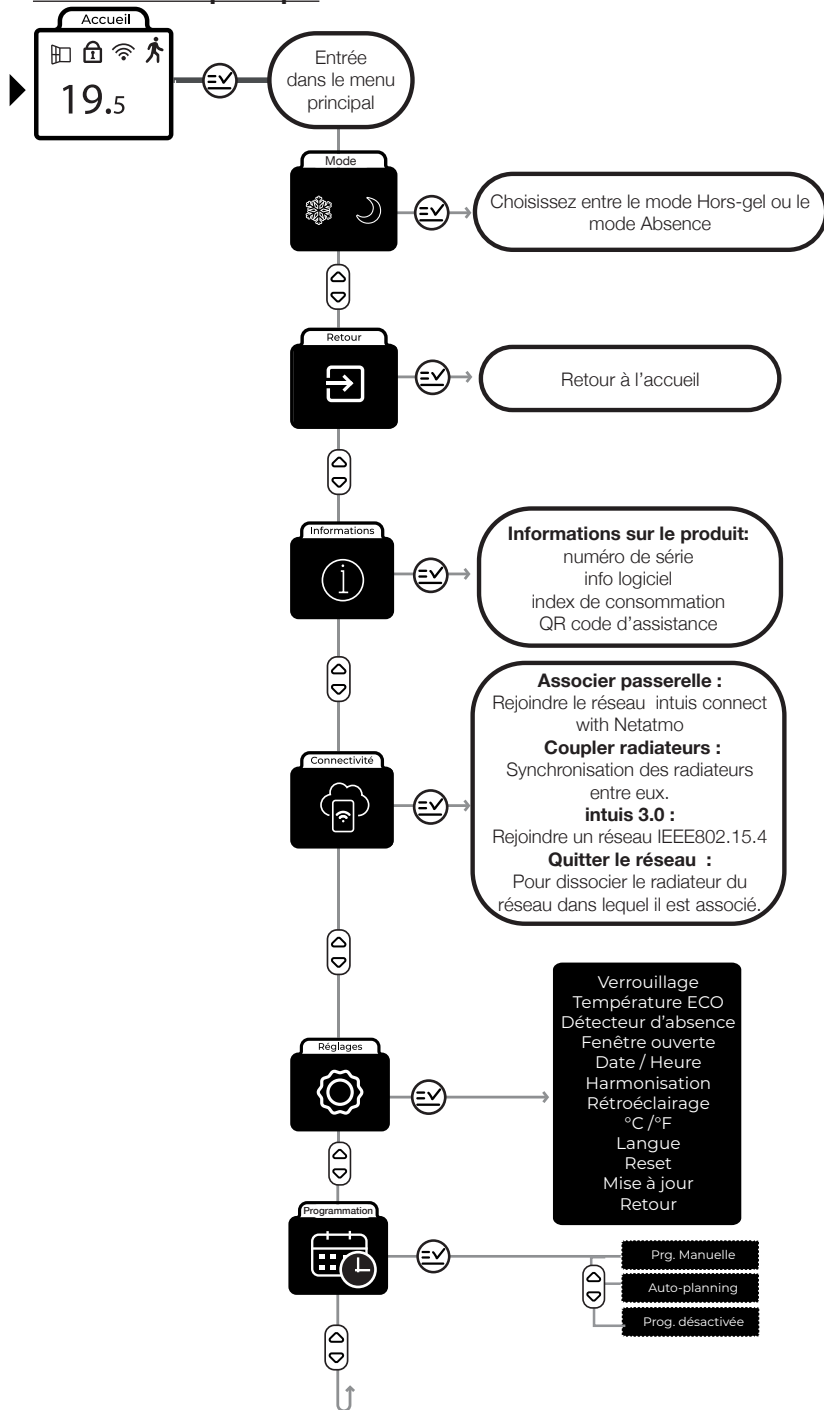 Accueil
19.5
Entrée
dans le menu
principal
Mode
Choisissez entre le mode Hors-gel ou le
mode Absence
Retour
Retour à l'accueil
Informations
Informations sur le produit:
numéro de série
info logiciel
index de consommation
QR code d'assistance
Connectivité
Associer passerelle :
Rejoindre le réseau intuis connect
with Netatmo
Coupler radiateurs :
Synchronisation des radiateurs
entre eux.
intuis 3.0 :
Rejoindre un réseau IEEE802.15.4
Quitter le réseau :
Pour dissocier le radiateur du
réseau dans lequel il est associé.
Réglages
Verrouillage
Température ECO
Détecteur d'absence
Fenêtre ouverte
Date / Heure
Harmonisation
Rétroéclairage
°C /°F
Langue
Reset
Mise à jour
Retour
Programmation
Prg. Manuelle
Auto-planning
Prog. désactivée